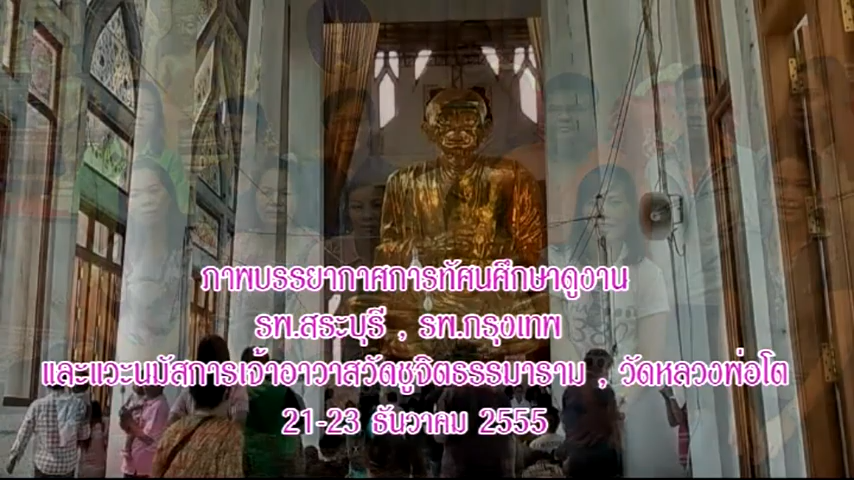 ภาพบรรยากาศการทัศนศึกษาดูงาน
รพ.สระบุรี , รพ.กรุงเทพ
และแวะนมัสการเจ้าอาวาสวัดชูจิตธรรมาราม , วัดหลวงพ่อโต
21-23 ธันวาคม 2555